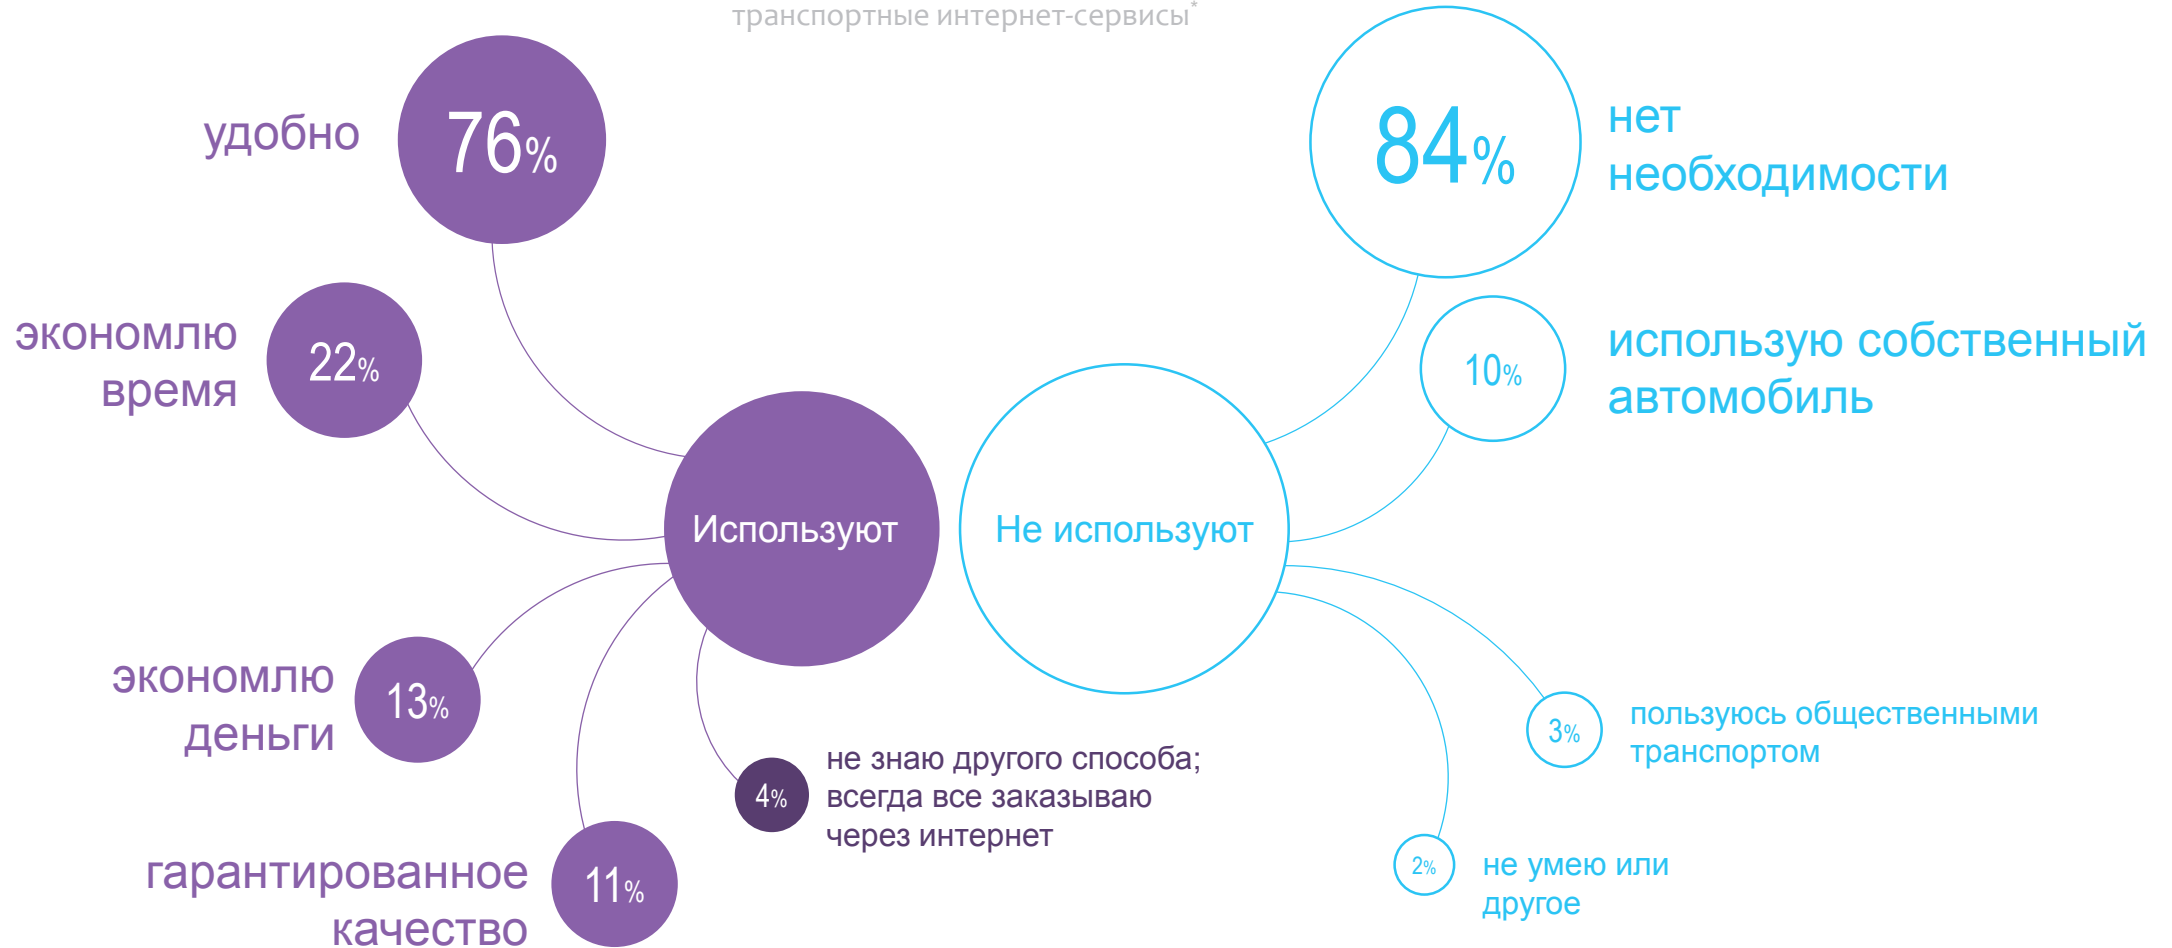 транспортные интернет-сервисы*
удобно
76%
экономлю
время
22%
экономлю
деньги
13%
гарантированное
качество
11%
4%
не знаю другого способа;
всегда все заказываю
через интернет
Используют
Не используют
84%
нет
необходимости
10%
использую собственный
автомобиль
3%
пользуюсь общественными
транспортом
2%
не умею или
другое